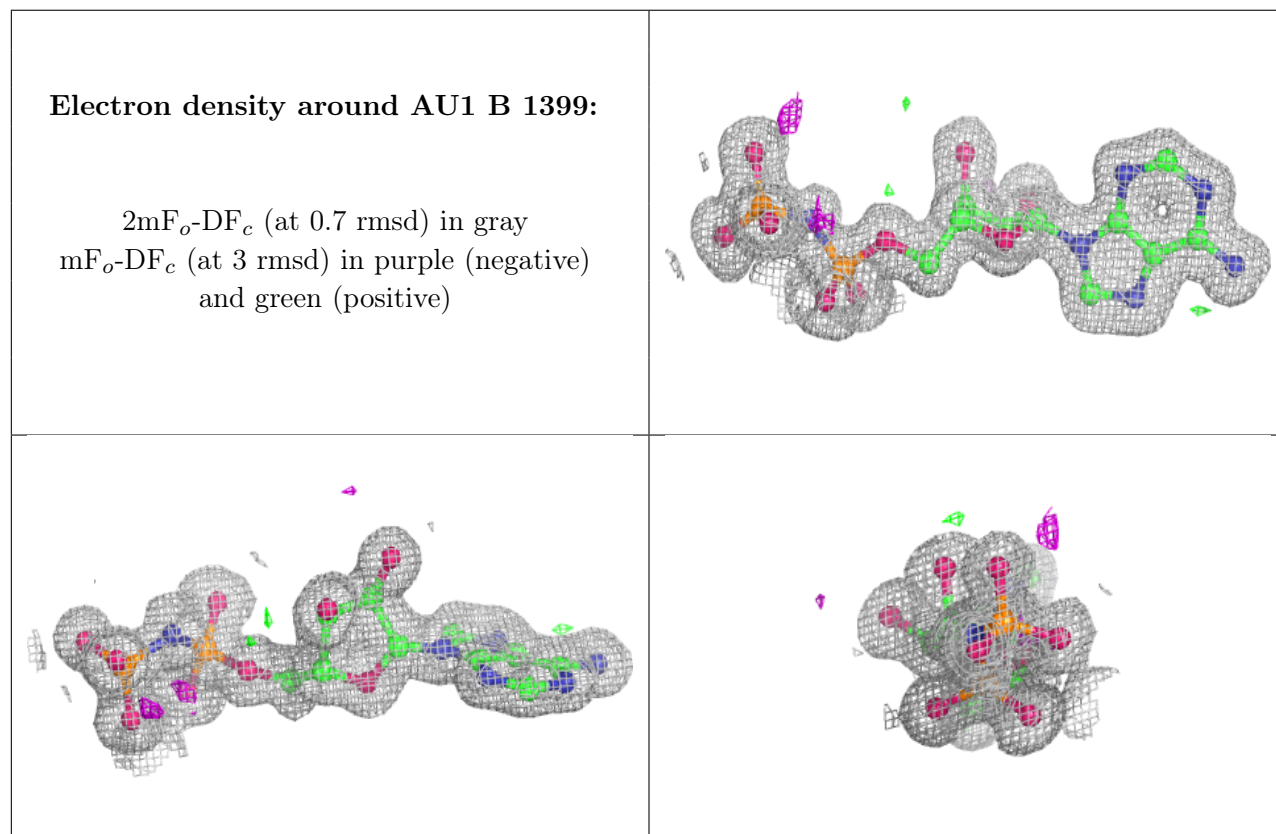 Electron density around AU1 B 1399:
2mFo-DFc (at 0.7 rmsd) in gray
mFo-DFc (at 3 rmsd) in purple (negative)
and green (positive)